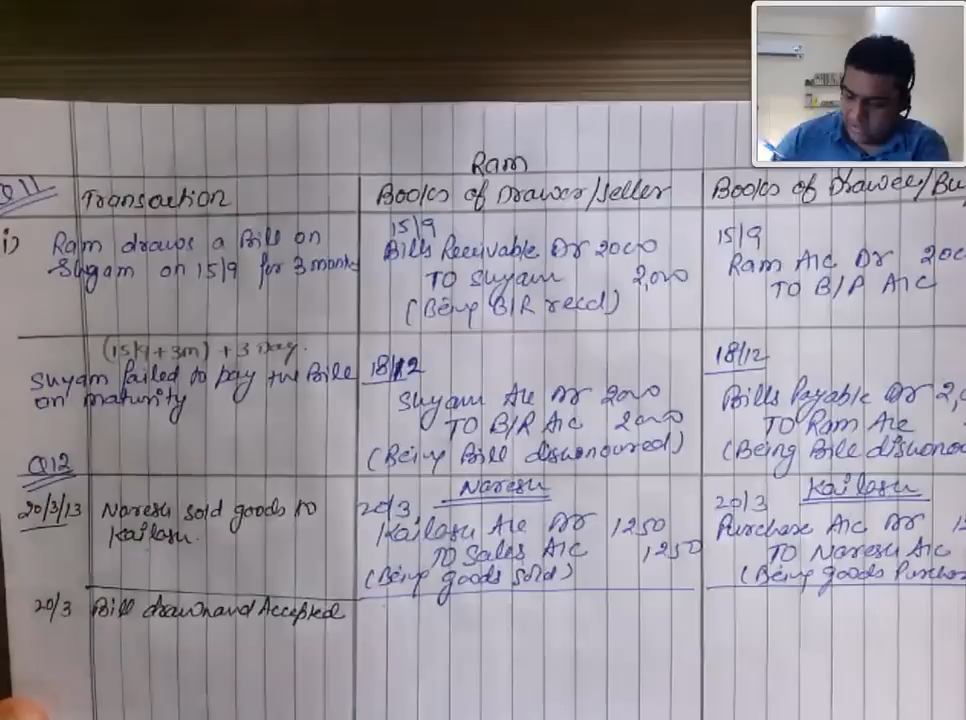 Ram
Q11
Transaction
Books of Drawer/Seller
Books of Drawee/Bu
i)
Ram draws a Bill on
Shyam on 15/9 for 3 months
15/9
Bills Receivable Dr 2000
To Shyam 2,000
(Being B/R recd)
15/9
Ram A/c Dr 200
To B/P A/c
(15/9 + 3m) + 3 Day.
Shyam failed to pay the Bill
on maturity
18/12
Shyam A/c Dr 2000
To B/R A/c 2000
(Being Bill dishonoured)
18/12
Bills Payable Dr 2,0
To Ram A/c
(Being Bill dishono
Q12
20/3/13
Naresh sold goods to
Kailash.
Naresh
20/3
Kailash A/c Dr 1250
To Sales A/c 1,250
(Being goods sold)
Kailash
20/3
Purchase A/c Dr 12
To Naresh A/c
(Being goods Purchas
20/3 Bill drawn and Accepted